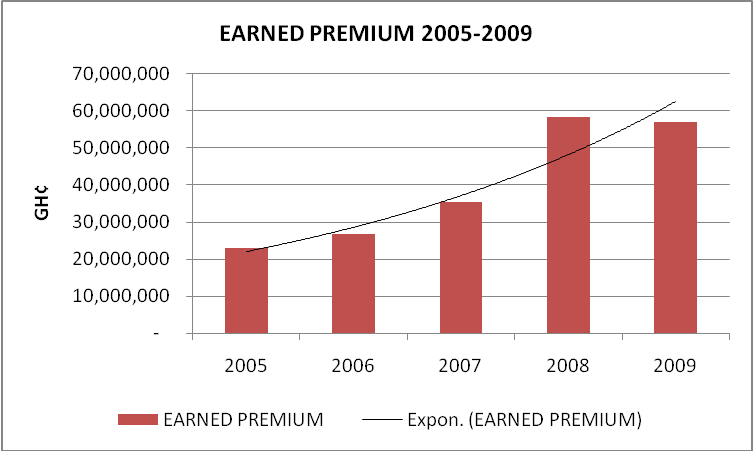 EARNED PREMIUM 2005-2009
70,000,000
60,000,000
50,000,000
40,000,000
30,000,000
20,000,000
10,000,000
-
GH¢
2005 2006 2007 2008 2009
EARNED PREMIUM Expon. (EARNED PREMIUM)